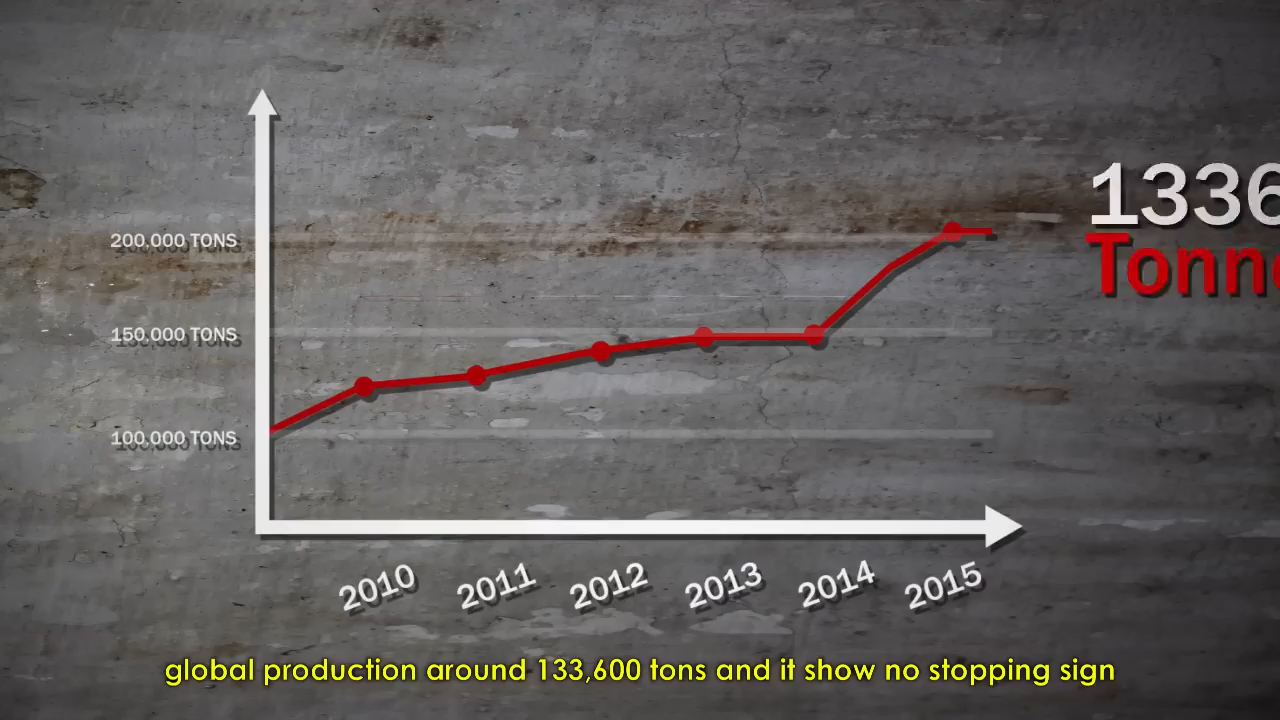 1336
Tonne
200.000 TONS
150.000 TONS
100.000 TONS
2010 2011 2012 2013 2014 2015
global production around 133,600 tons and it show no stopping sign